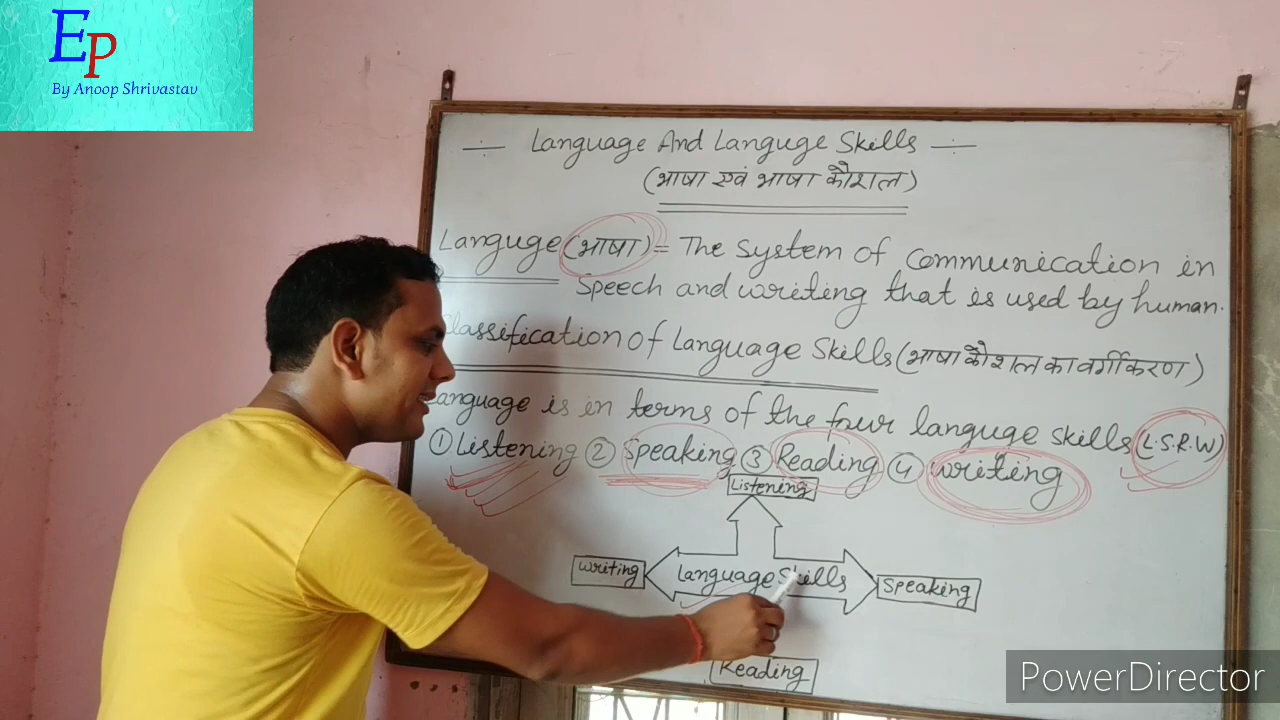 EP
By Anoop Shrivastav
Language And Languge Skills
(भाषा एवं भाषा कौशल)
Languge (भाषा) = The System of Communication in
Speech and writing that is used by human.
Classification of Language Skills (भाषा कौशल का वर्गीकरण)
Language is in terms of the four languge skills (L.S.R.W)
① Listening ② Speaking ③ Reading ④ writing
Listening
writing
Language Skills
Speaking
Reading
PowerDirector